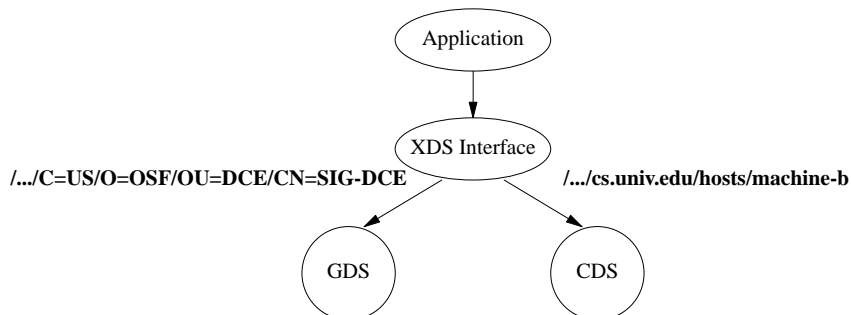 Application
XDS Interface
/.../C=US/O=OSF/OU=DCE/CN=SIG-DCE
/.../cs.univ.edu/hosts/machine-b
GDS
CDS